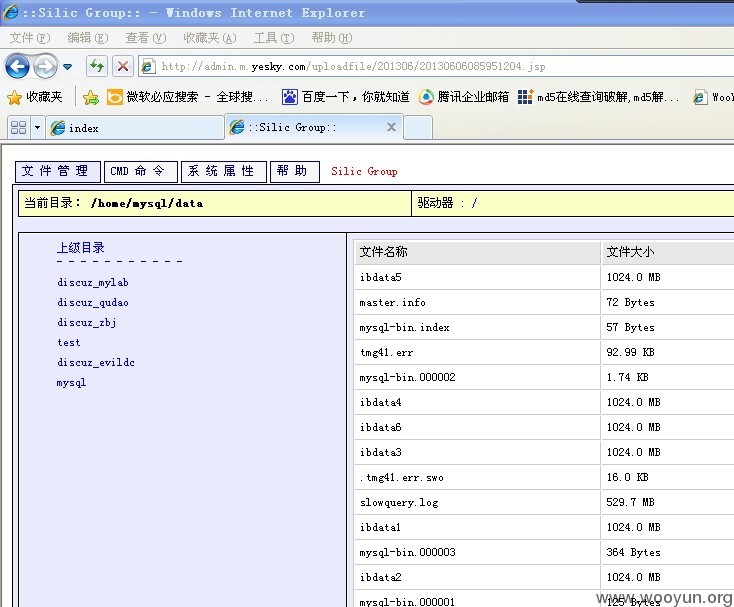 ::Silic Group:: - Windows Internet Explorer
文件(F) 编辑(E) 查看(V) 收藏夹(A) 工具(T) 帮助(H)
http://admin.m.yesky.com/uploadfile/201306/20130606085951204.jsp
收藏夹 微软必应搜索 - 全球搜... 百度一下，你就知道 腾讯企业邮箱 md5在线查询破解,md5解...
index ::Silic Group::
文件管理 CMD命令 系统属性 帮助 Silic Group
当前目录： /home/mysql/data 驱动器 : /
上级目录
- - - - - - - - - - -
discuz_mylab
discuz_qudao
discuz_zbj
test
discuz_evildc
mysql
文件名称 文件大小
ibdata5 1024.0 MB
master.info 72 Bytes
mysql-bin.index 57 Bytes
tmg41.err 92.99 KB
mysql-bin.000002 1.74 KB
ibdata4 1024.0 MB
ibdata6 1024.0 MB
ibdata3 1024.0 MB
.tmg41.err.swo 16.0 KB
slowquery.log 529.7 MB
ibdata1 1024.0 MB
mysql-bin.000003 364 Bytes
ibdata2 1024.0 MB
mysql-bin.000001 125 Bytes
www.wooyun.org